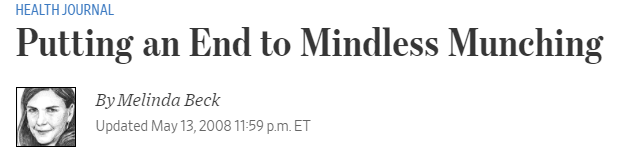 HEALTH JOURNAL
Putting an End to Mindless Munching
By Melinda Beck
Updated May 13, 2008 11:59 p.m. ET